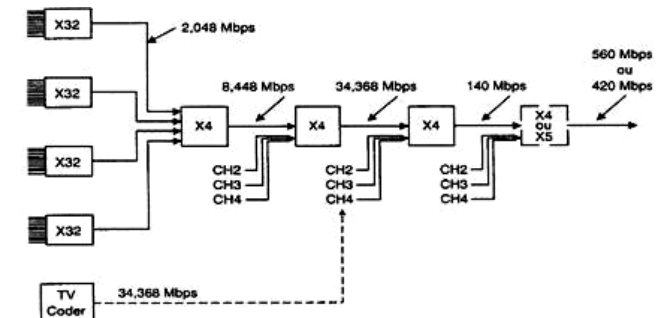 X32
2,048 Mbps
X32
8,448 Mbps
34,368 Mbps
140 Mbps
560 Mbps
ou
420 Mbps
X4
X4
X4
X4
ou
X5
X32
CH2
CH3
CH4
CH2
CH3
CH4
CH2
CH3
CH4
X32
TV
Coder
34,368 Mbps